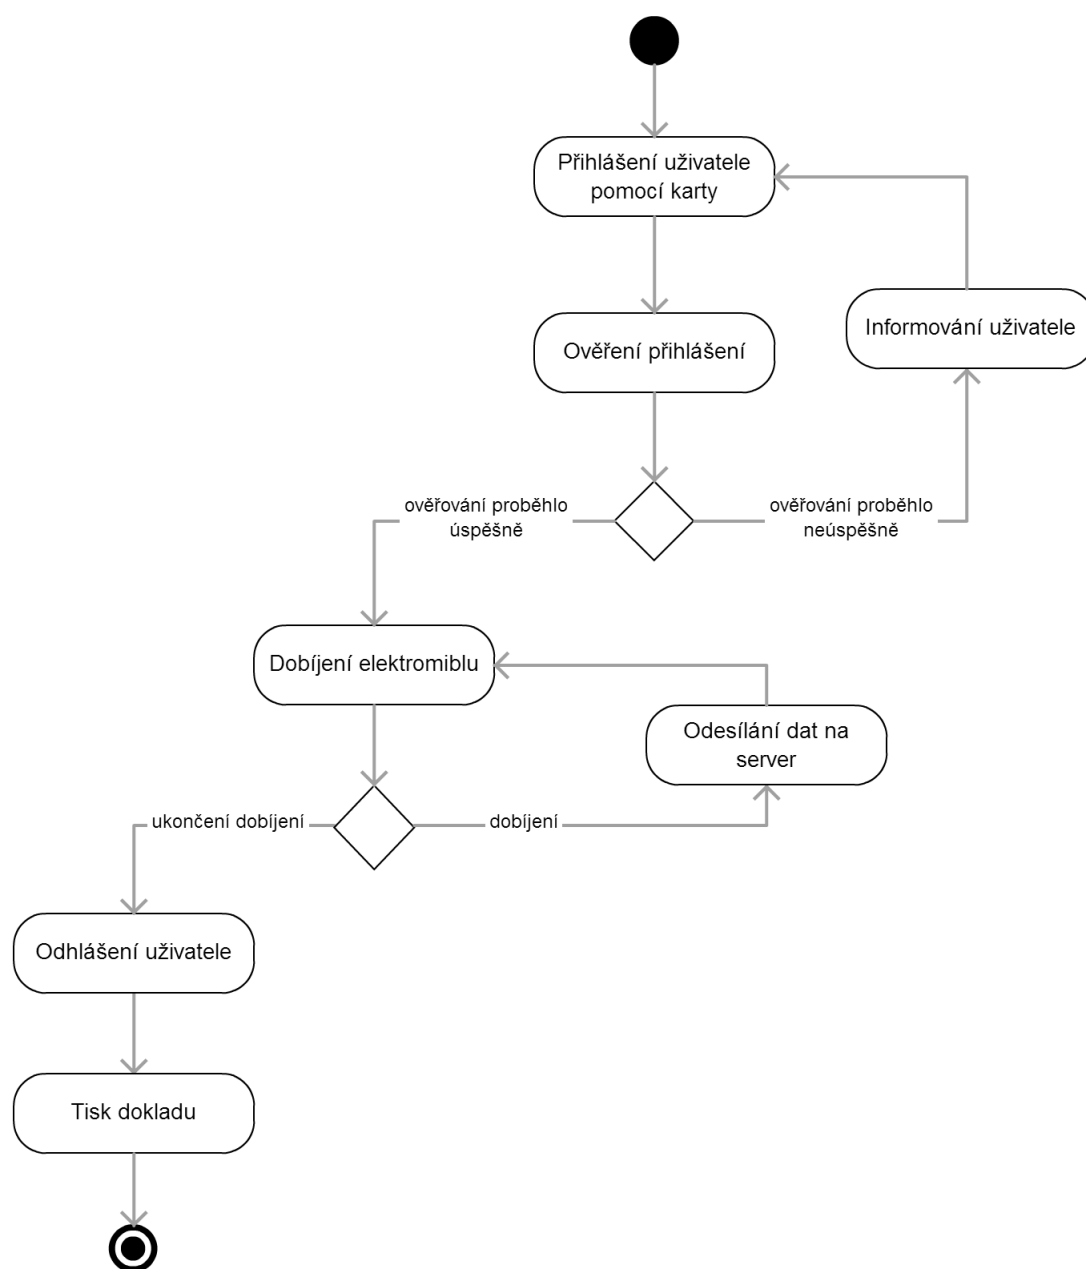 Přihlášení uživatele
pomocí karty
Informování uživatele
Ověření přihlášení
ověřování proběhlo
úspěšně
ověřování proběhlo
neúspěšně
Dobíjení elektromiblu
Odesílání dat na
server
ukončení dobíjení
dobíjení
Odhlášení uživatele
Tisk dokladu